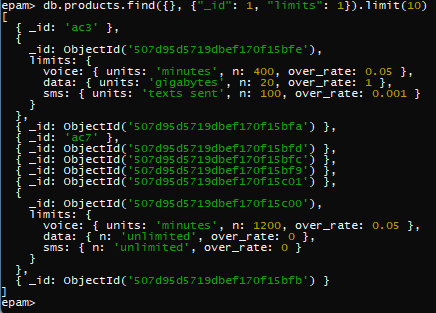 epam> db.products.find({}, {"_id": 1, "limits": 1}).limit(10)
[
  { _id: 'ac3' },
  {
    _id: ObjectId('507d95d5719dbef170f15bfe'),
    limits: {
      voice: { units: 'minutes', n: 400, over_rate: 0.05 },
      data: { units: 'gigabytes', n: 20, over_rate: 1 },
      sms: { units: 'texts sent', n: 100, over_rate: 0.001 }
    }
  },
  { _id: ObjectId('507d95d5719dbef170f15bfa') },
  { _id: 'ac7' },
  { _id: ObjectId('507d95d5719dbef170f15bfd') },
  { _id: ObjectId('507d95d5719dbef170f15bfc') },
  { _id: ObjectId('507d95d5719dbef170f15bf9') },
  { _id: ObjectId('507d95d5719dbef170f15c01') },
  {
    _id: ObjectId('507d95d5719dbef170f15c00'),
    limits: {
      voice: { units: 'minutes', n: 1200, over_rate: 0.05 },
      data: { n: 'unlimited', over_rate: 0 },
      sms: { n: 'unlimited', over_rate: 0 }
    }
  },
  { _id: ObjectId('507d95d5719dbef170f15bfb') }
]
epam>